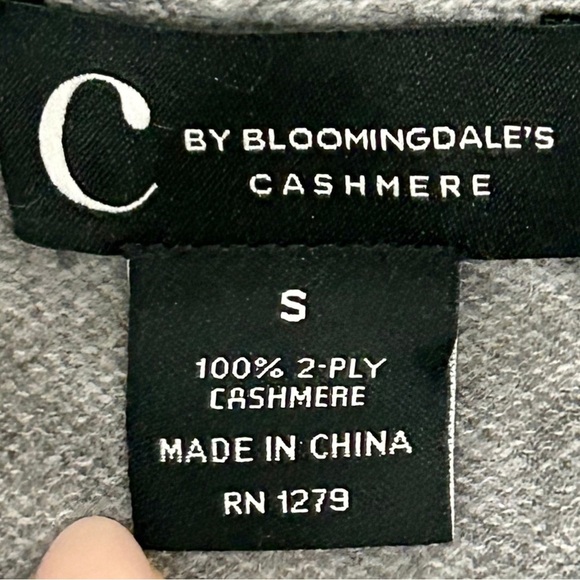 C
BY BLOOMINGDALE'S
CASHMERE
S
100% 2-PLY
CASHMERE
MADE IN CHINA
RN 1279